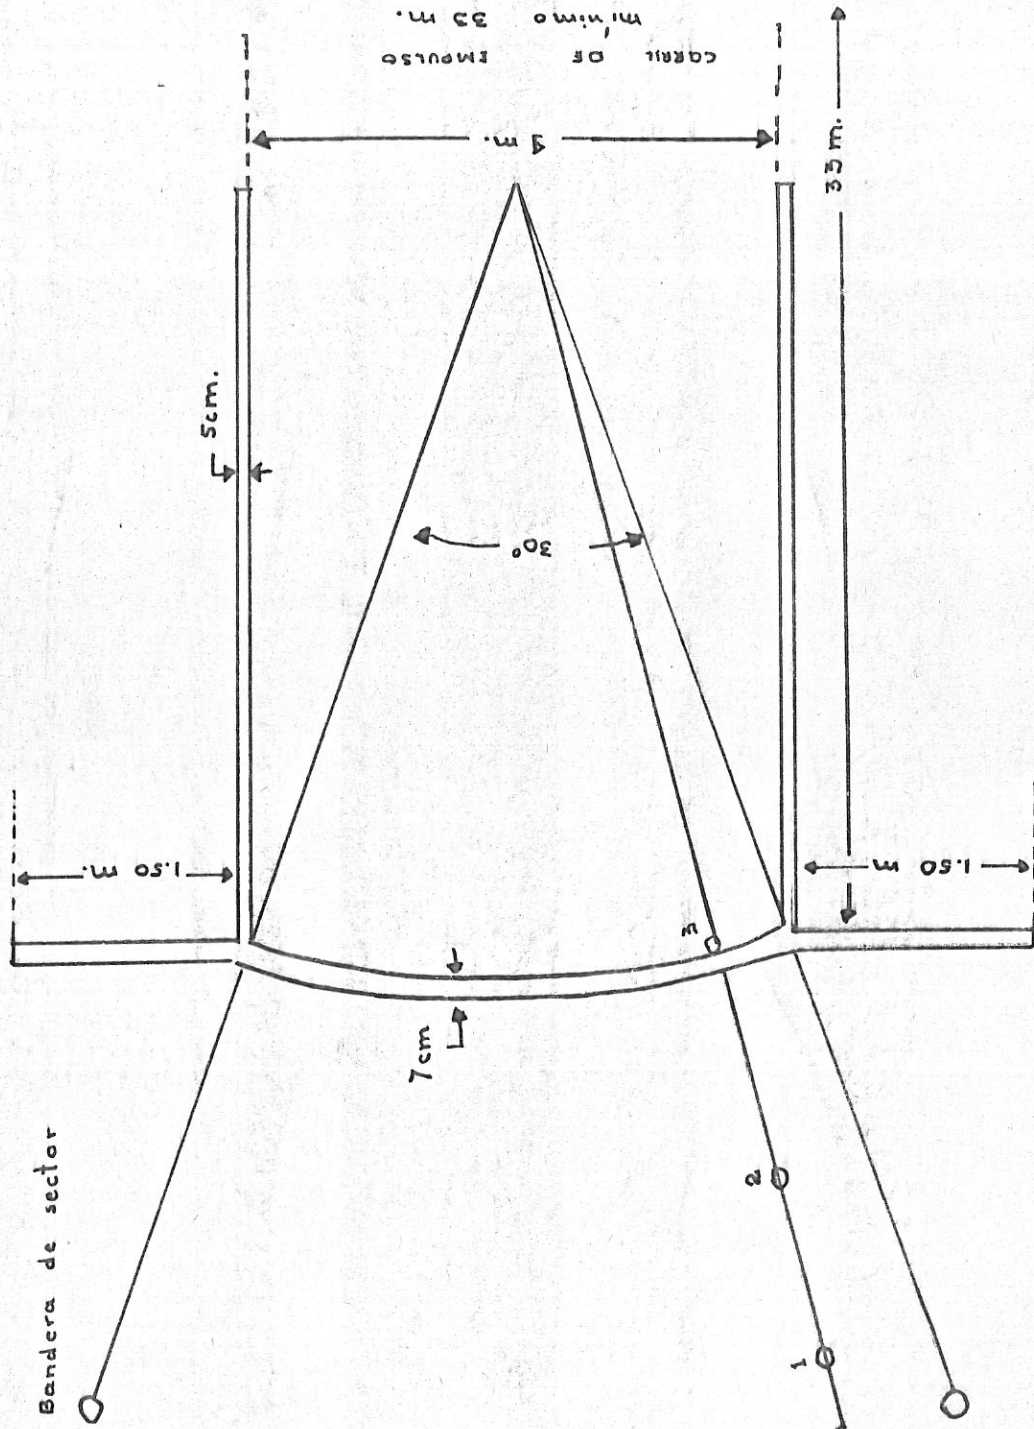 CARRIL DE IMPULSO
mínimo 33 m.
4 m.
33 m.
5cm.
30°
1.50 m.
1.50 m
3
7cm
2
1
Bandera de sector